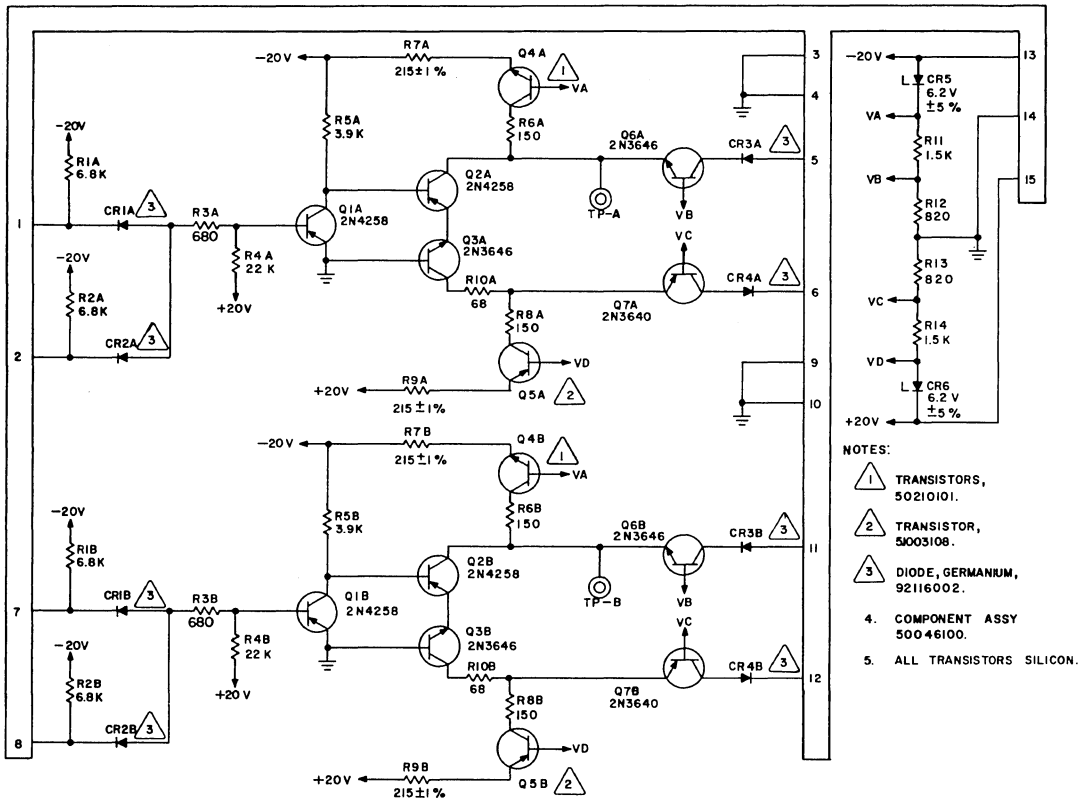 R7A
Q4A
-20V
215±1%
1
VA
3
4
-20V
13
L CR5
6.2 V
±5 %
R5A
3.9K
R6A
150
Q6A
2N3646
CR3A
3
5
VA
14
R11
1.5K
-20V
R1A
6.8K
Q2A
2N4258
TP-A
VB
VB
15
R12
820
CR1A
3
R3A
680
Q1A
2N4258
1
Q3A
2N3646
VC
R4A
22 K
-20V
R2A
6.8K
R10A
68
CR4A
3
6
R13
820
+20V
Q7A
2N3640
VC
R8A
150
R14
1.5K
CR2A
3
2
VD
VD
9
R9A
+20V
215±1%
Q5A
2
10
L CR6
6.2 V
±5%
+20V
R7B
Q4B
-20V
215±1%
1
VA
NOTES:
1 TRANSISTORS,
50210101.
2 TRANSISTOR,
51003108.
3 DIODE, GERMANIUM,
92116002.
4. COMPONENT ASSY
50046100.
5. ALL TRANSISTORS SILICON.
R5B
3.9K
R6B
150
Q6B
2N3646
CR3B
3
11
-20V
R1B
6.8K
Q2B
2N4258
TP-B
VB
CR1B
3
R3B
680
Q1B
2N4258
7
Q3B
2N3646
VC
R4B
22 K
-20V
R2B
6.8K
R10B
68
CR4B
3
12
+20V
Q7B
2N3640
R8B
150
CR2B
3
8
VD
R9B
+20V
215±1%
Q5B
2